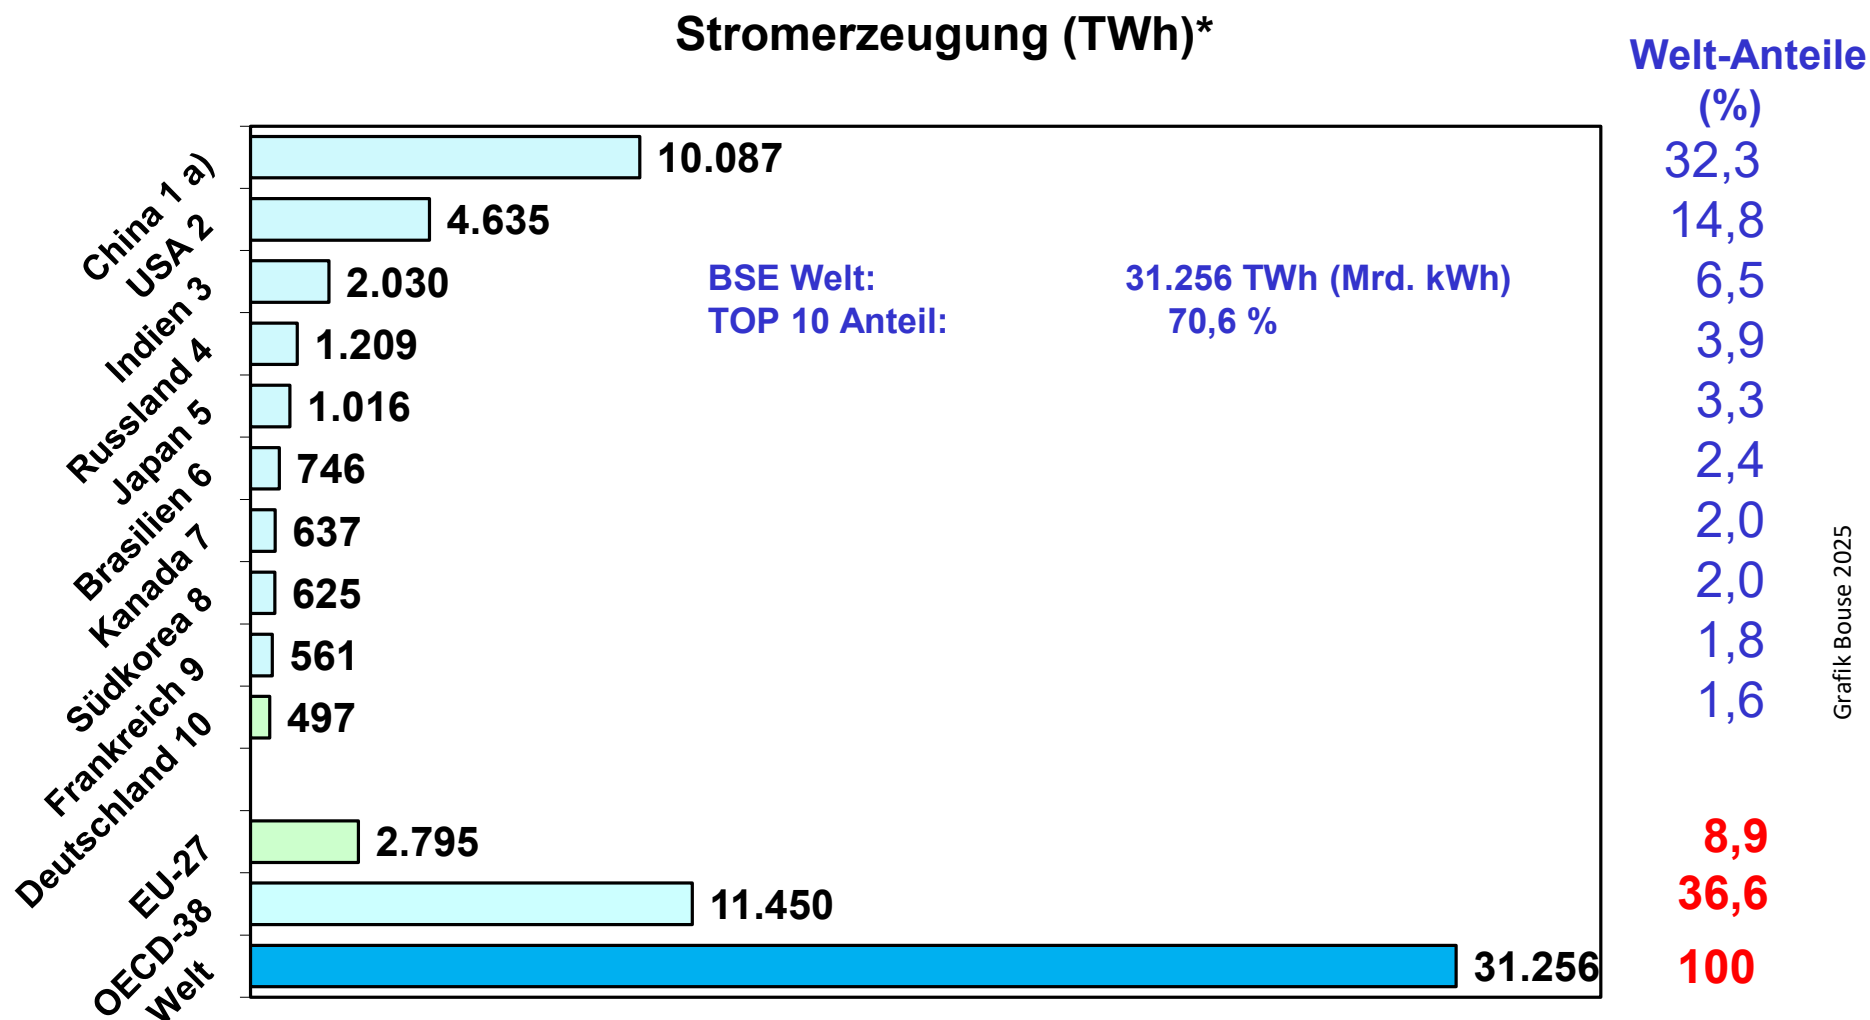 Stromerzeugung (TWh)*
Welt-Anteile
(%)
China 1 a) 10.087 32,3
USA 2 4.635 14,8
Indien 3 2.030 6,5
BSE Welt: 31.256 TWh (Mrd. kWh)
TOP 10 Anteil: 70,6 %
Russland 4 1.209 3,9
Japan 5 1.016 3,3
Brasilien 6 746 2,4
Kanada 7 637 2,0
Südkorea 8 625 2,0
Frankreich 9 561 1,8
Deutschland 10 497 1,6
EU-27 2.795 8,9
OECD-38 11.450 36,6
Welt 31.256 100
Grafik Bouse 2025